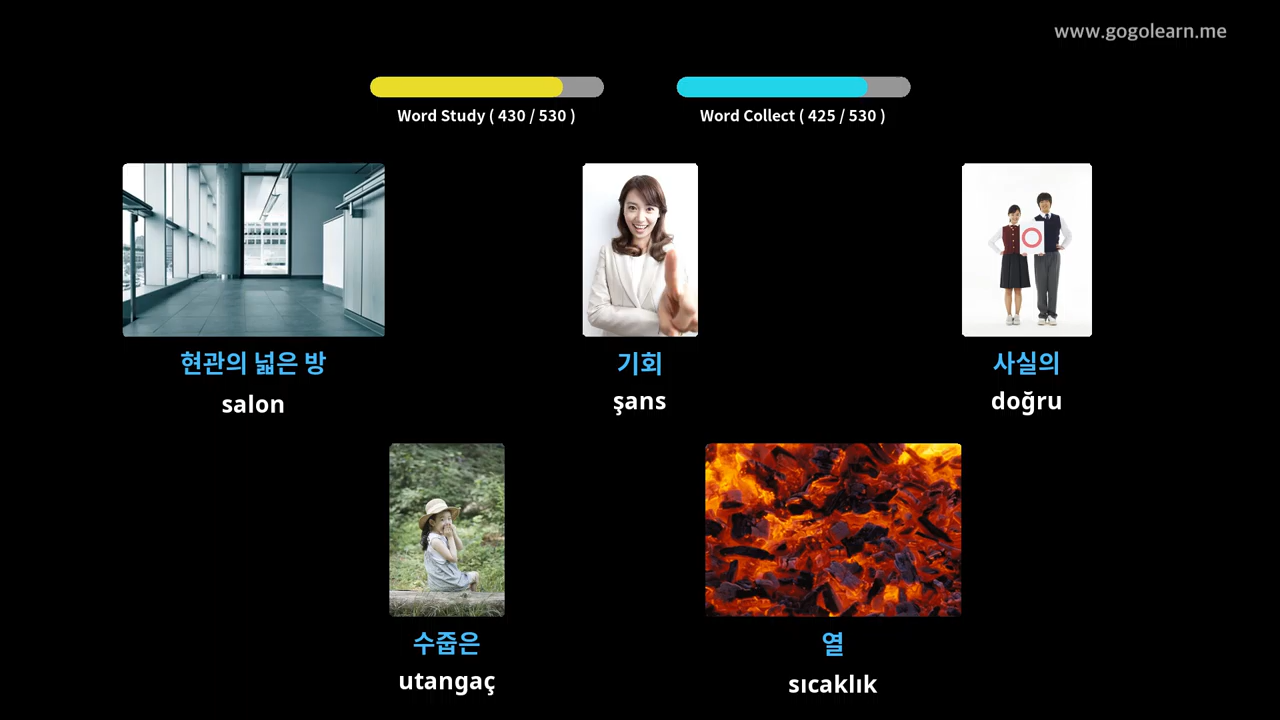 www.gogolearn.me
Word Study ( 430 / 530 )
Word Collect ( 425 / 530 )
현관의 넓은 방
salon
기회
şans
사실의
doğru
수줍은
utangaç
열
sıcaklık